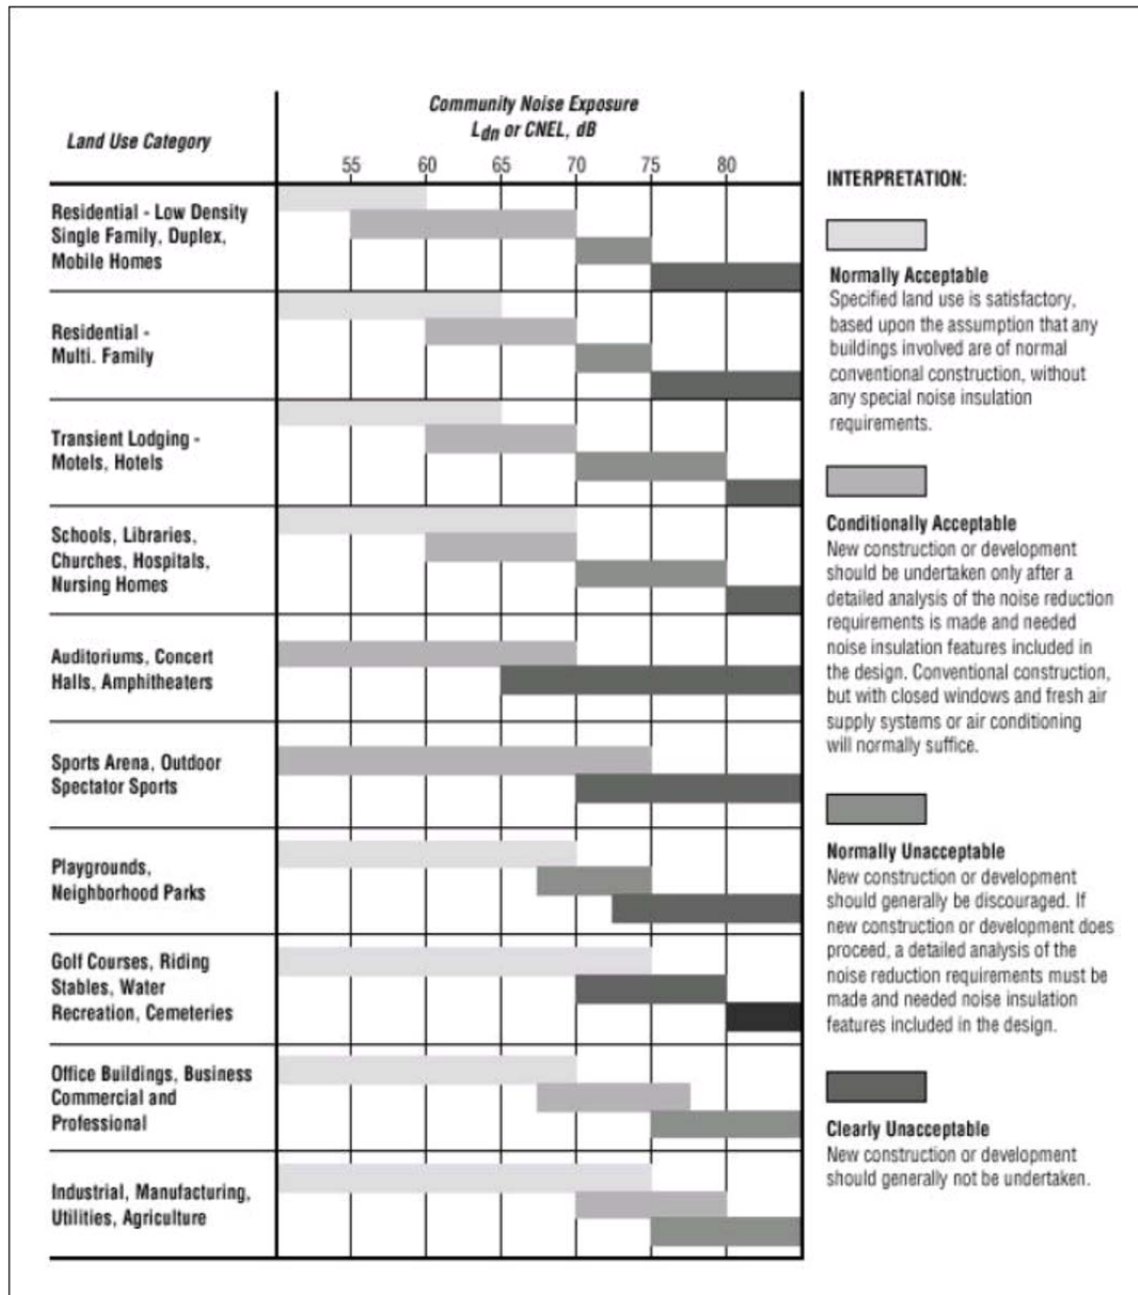 Community Noise Exposure
Ldn or CNEL, dB
Land Use Category
55 60 65 70 75 80
Residential - Low Density
Single Family, Duplex,
Mobile Homes
Residential -
Multi. Family
Transient Lodging -
Motels, Hotels
Schools, Libraries,
Churches, Hospitals,
Nursing Homes
Auditoriums, Concert
Halls, Amphitheaters
Sports Arena, Outdoor
Spectator Sports
Playgrounds,
Neighborhood Parks
Golf Courses, Riding
Stables, Water
Recreation, Cemeteries
Office Buildings, Business
Commercial and
Professional
Industrial, Manufacturing,
Utilities, Agriculture
INTERPRETATION:
Normally Acceptable
Specified land use is satisfactory,
based upon the assumption that any
buildings involved are of normal
conventional construction, without
any special noise insulation
requirements.
Conditionally Acceptable
New construction or development
should be undertaken only after a
detailed analysis of the noise reduction
requirements is made and needed
noise insulation features included in
the design. Conventional construction,
but with closed windows and fresh air
supply systems or air conditioning
will normally suffice.
Normally Unacceptable
New construction or development
should generally be discouraged. If
new construction or development does
proceed, a detailed analysis of the
noise reduction requirements must be
made and needed noise insulation
features included in the design.
Clearly Unacceptable
New construction or development
should generally not be undertaken.